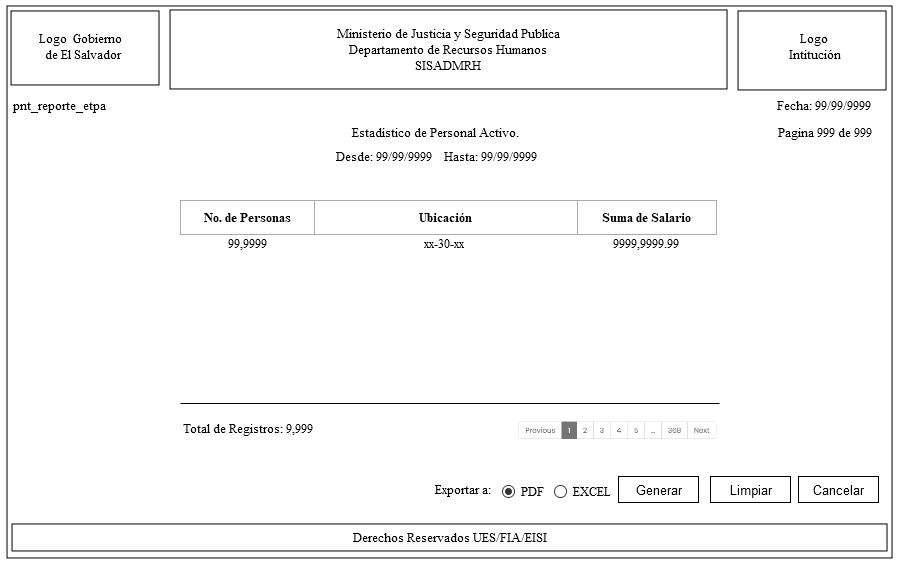 Logo Gobierno
de El Salvador
Ministerio de Justicia y Seguridad Publica
Departamento de Recursos Humanos
SISADMRH
Logo
Intitución
pnt_reporte_etpa
Fecha: 99/99/9999
Estadístico de Personal Activo.
Pagina 999 de 999
Desde: 99/99/9999 Hasta: 99/99/9999
No. de Personas Ubicación Suma de Salario
99,9999 xx-30-xx 9999,9999.99
Total de Registros: 9,999
Previous 1 2 3 4 5 ... 368 Next
Exportar a: PDF EXCEL Generar Limpiar Cancelar
Derechos Reservados UES/FIA/EISI